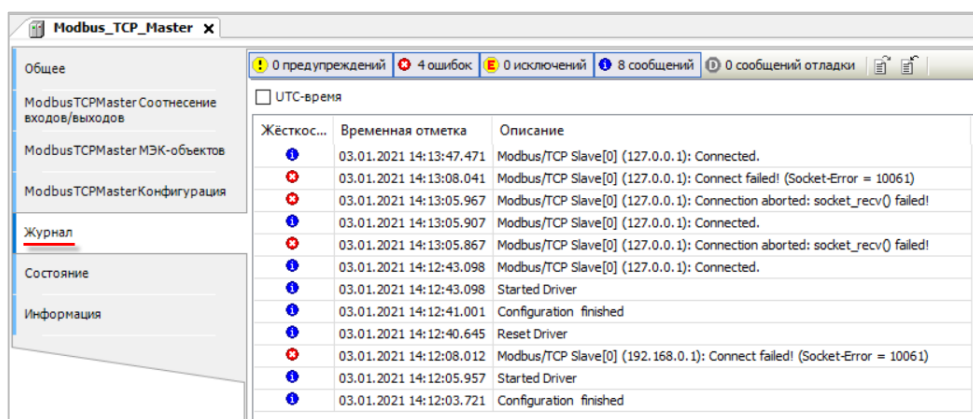 Modbus_TCP_Master X
Общее
ModbusTCPMaster Соотнесение
входов/выходов
ModbusTCPMaster МЭК-объектов
ModbusTCPMasterКонфигурация
Журнал
Состояние
Информация
0 предупреждений 4 ошибок E 0 исключений 8 сообщений D 0 сообщений отладки
UTC-время
Жёсткос... Временная отметка Описание
03.01.2021 14:13:47.471 Modbus/TCP Slave[0] (127.0.0.1): Connected.
03.01.2021 14:13:08.041 Modbus/TCP Slave[0] (127.0.0.1): Connect failed! (Socket-Error = 10061)
03.01.2021 14:13:05.967 Modbus/TCP Slave[0] (127.0.0.1): Connection aborted: socket_recv() failed!
03.01.2021 14:13:05.907 Modbus/TCP Slave[0] (127.0.0.1): Connected.
03.01.2021 14:13:05.867 Modbus/TCP Slave[0] (127.0.0.1): Connection aborted: socket_recv() failed!
03.01.2021 14:12:43.098 Modbus/TCP Slave[0] (127.0.0.1): Connected.
03.01.2021 14:12:43.098 Started Driver
03.01.2021 14:12:41.001 Configuration finished
03.01.2021 14:12:40.645 Reset Driver
03.01.2021 14:12:08.012 Modbus/TCP Slave[0] (192.168.0.1): Connect failed! (Socket-Error = 10061)
03.01.2021 14:12:05.957 Started Driver
03.01.2021 14:12:03.721 Configuration finished